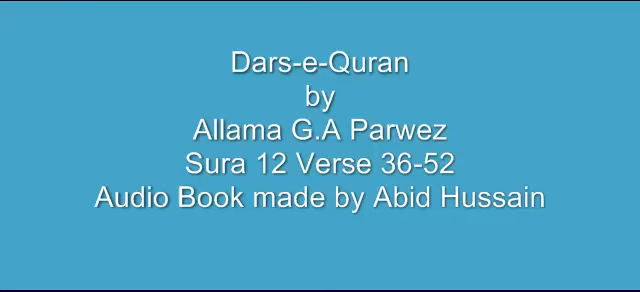 Dars-e-Quran
by
Allama G.A Parwez
Sura 12 Verse 36-52
Audio Book made by Abid Hussain